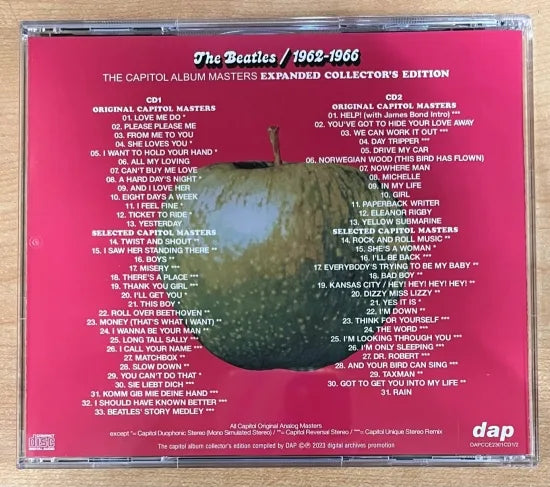 The Beatles / 1962-1966
THE CAPITOL ALBUM MASTERS EXPANDED COLLECTOR'S EDITION
CD1
ORIGINAL CAPITOL MASTERS
01. LOVE ME DO *
02. PLEASE PLEASE ME
03. FROM ME TO YOU
04. SHE LOVES YOU *
05. I WANT TO HOLD YOUR HAND *
06. ALL MY LOVING
07. CAN'T BUY ME LOVE
08. A HARD DAY'S NIGHT *
09. AND I LOVE HER
10. EIGHT DAYS A WEEK
11. I FEEL FINE *
12. TICKET TO RIDE *
13. YESTERDAY
SELECTED CAPITOL MASTERS
14. TWIST AND SHOUT **
15. I SAW HER STANDING THERE **
16. BOYS **
17. MISERY ***
18. THERE'S A PLACE ***
19. THANK YOU GIRL ***
20. I'LL GET YOU *
21. THIS BOY *
22. ROLL OVER BEETHOVEN **
23. MONEY (THAT'S WHAT I WANT) **
24. I WANNA BE YOUR MAN **
25. LONG TALL SALLY ***
26. I CALL YOUR NAME ***
27. MATCHBOX **
28. SLOW DOWN **
29. YOU CAN'T DO THAT *
30. SIE LIEBT DICH ***
31. KOMM GIB MIE DEINE HAND ***
32. I SHOULD HAVE KNOWN BETTER ***
33. BEATLES' STORY MEDLEY ***
CD2
ORIGINAL CAPITOL MASTERS
01. HELP! (with James Bond Intro) ***
02. YOU'VE GOT TO HIDE YOUR LOVE AWAY
03. WE CAN WORK IT OUT ***
04. DAY TRIPPER ***
05. DRIVE MY CAR
06. NORWEGIAN WOOD (THIS BIRD HAS FLOWN)
07. NOWHERE MAN
08. MICHELLE
09. IN MY LIFE
10. GIRL
11. PAPERBACK WRITER
12. ELEANOR RIGBY
13. YELLOW SUBMARINE
SELECTED CAPITOL MASTERS
14. ROCK AND ROLL MUSIC **
15. SHE'S A WOMAN *
16. I'LL BE BACK ***
17. EVERYBODY'S TRYING TO BE MY BABY **
18. BAD BOY **
19. KANSAS CITY / HEY! HEY! HEY! HEY! **
20. DIZZY MISS LIZZY **
21. YES IT IS *
22. I'M DOWN **
23. THINK FOR YOURSELF ***
24. THE WORD ***
25. I'M LOOKING THROUGH YOU ***
26. I'M ONLY SLEEPING ***
27. DR. ROBERT ***
28. AND YOUR BIRD CAN SING ***
29. TAXMAN **
30. GOT TO GET YOU INTO MY LIFE **
31. RAIN
All Capitol Original Analog Masters
except *= Capitol Duophonic Stereo (Mono Simulated Stereo) / **= Capitol Reversal Stereo / ***=Capitol Unique Stereo Remix
The capitol album collector's edition compiled by DAP ©℗ 2023 digital archives promotion
dap